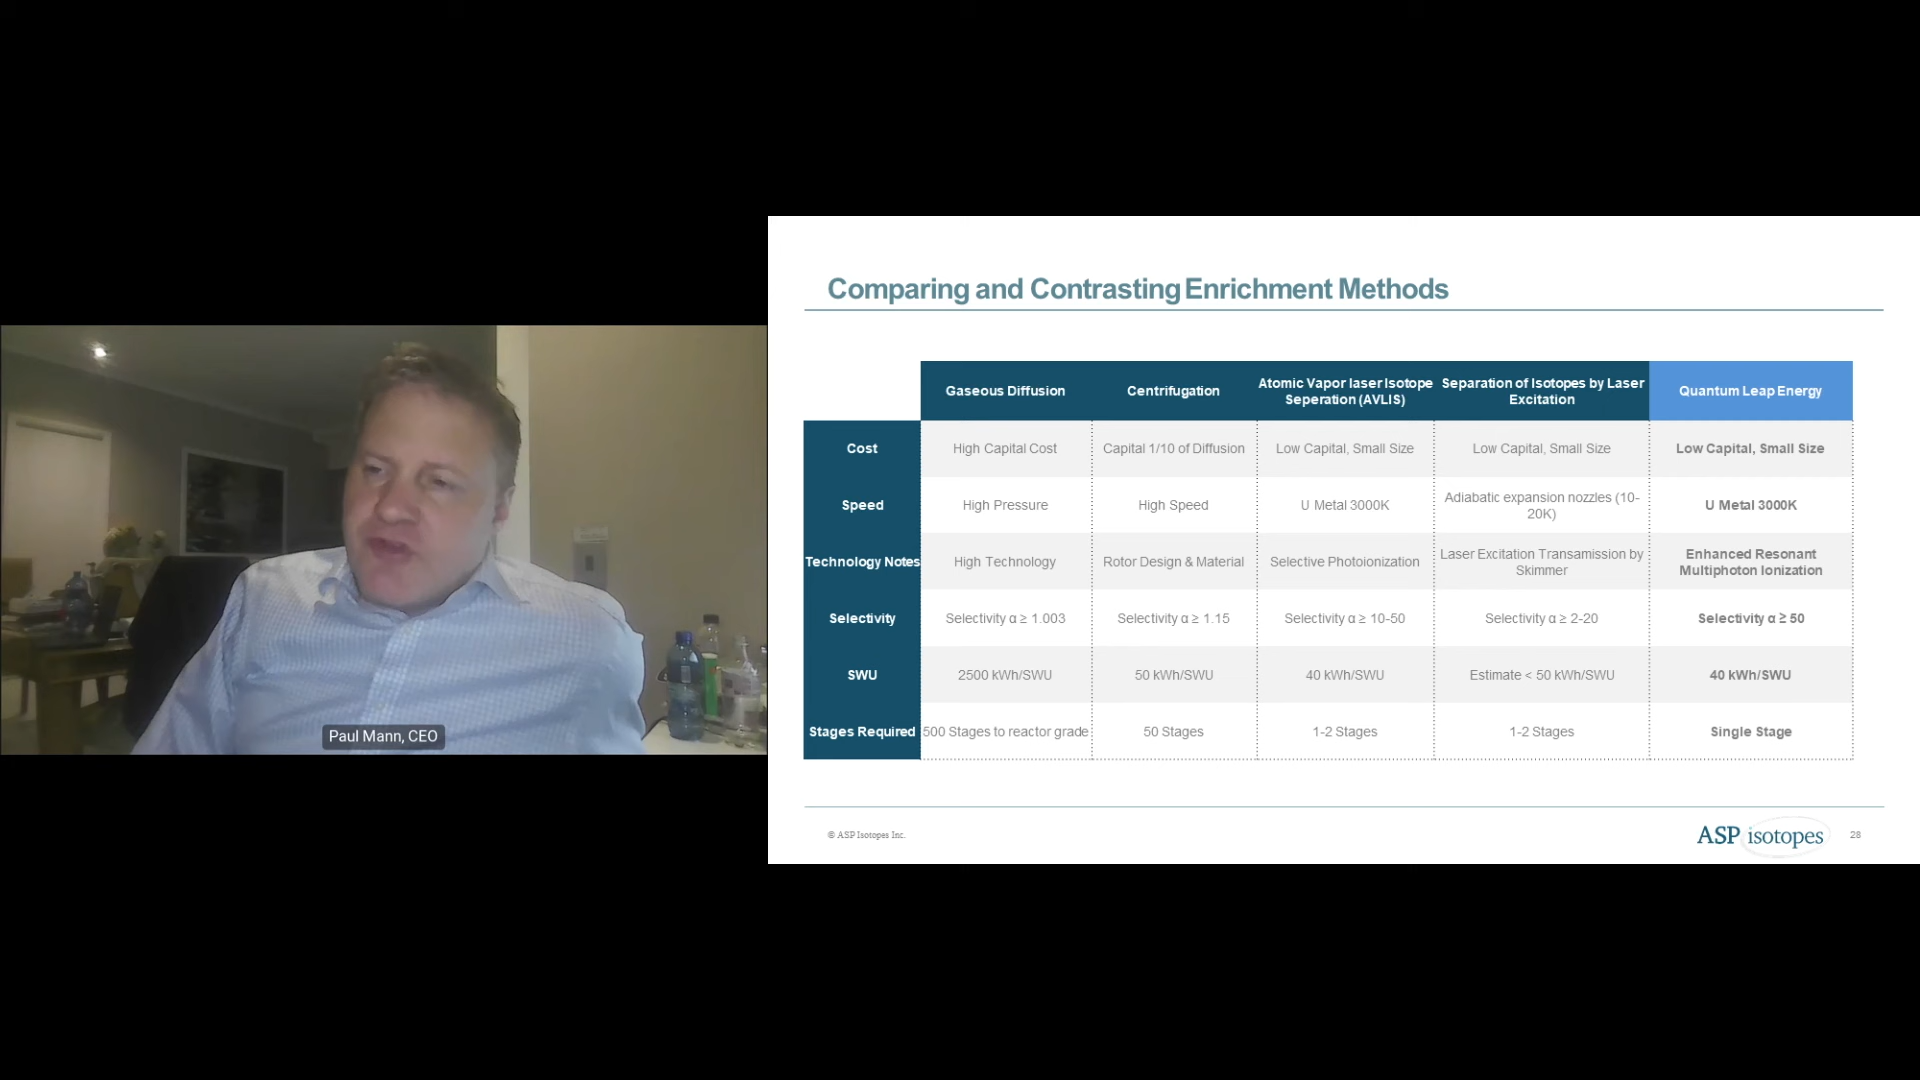 Comparing and Contrasting Enrichment Methods
Gaseous Diffusion
Centrifugation
Atomic Vapor laser Isotope
Seperation (AVLIS)
Separation of Isotopes by Laser
Excitation
Quantum Leap Energy
Cost
High Capital Cost
Capital 1/10 of Diffusion
Low Capital, Small Size
Low Capital, Small Size
Low Capital, Small Size
Speed
High Pressure
High Speed
U Metal 3000K
Adiabatic expansion nozzles (10-
20K)
U Metal 3000K
Technology Notes
High Technology
Rotor Design & Material
Selective Photoionization
Laser Excitation Transamission by
Skimmer
Enhanced Resonant
Multiphoton Ionization
Selectivity
Selectivity α ≥ 1.003
Selectivity α ≥ 1.15
Selectivity α ≥ 10-50
Selectivity α ≥ 2-20
Selectivity α ≥ 50
SWU
2500 kWh/SWU
50 kWh/SWU
40 kWh/SWU
Estimate < 50 kWh/SWU
40 kWh/SWU
Stages Required
500 Stages to reactor grade
50 Stages
1-2 Stages
1-2 Stages
Single Stage
Paul Mann, CEO
© ASP Isotopes Inc.
ASP isotopes
28